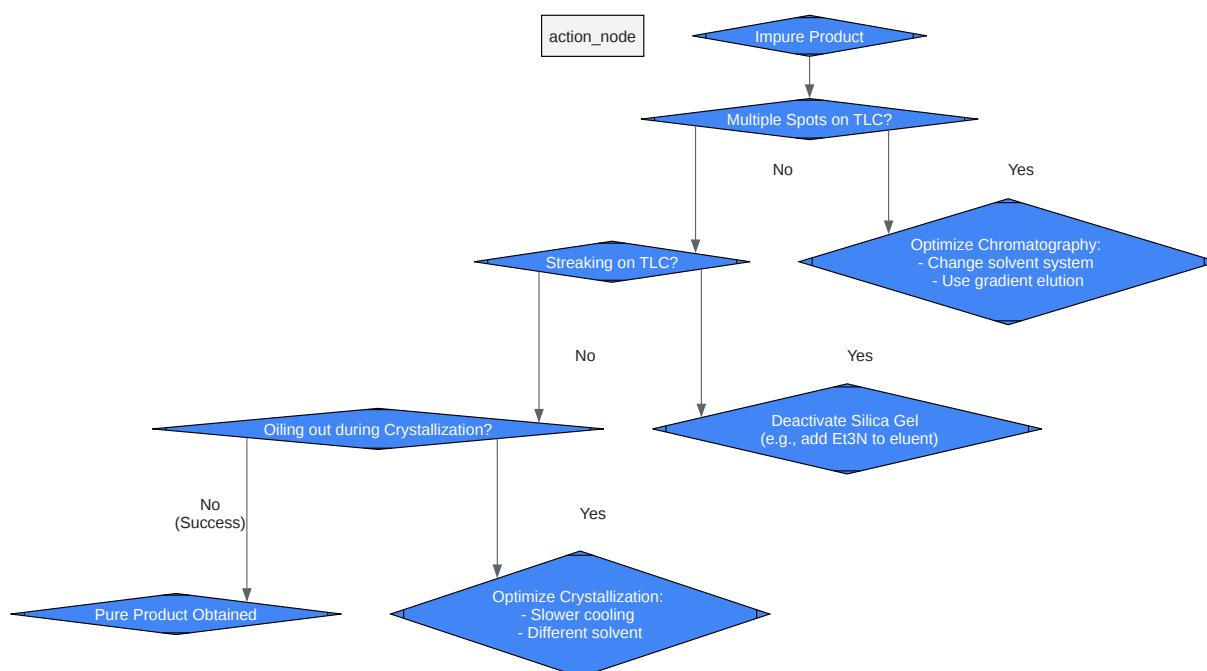 action_node
Impure Product
Multiple Spots on TLC?
No
Yes
Optimize Chromatography:
- Change solvent system
- Use gradient elution
Streaking on TLC?
No
Yes
Deactivate Silica Gel
(e.g., add Et3N to eluent)
Oiling out during Crystallization?
No
(Success)
Yes
Optimize Crystallization:
- Slower cooling
- Different solvent
Pure Product Obtained